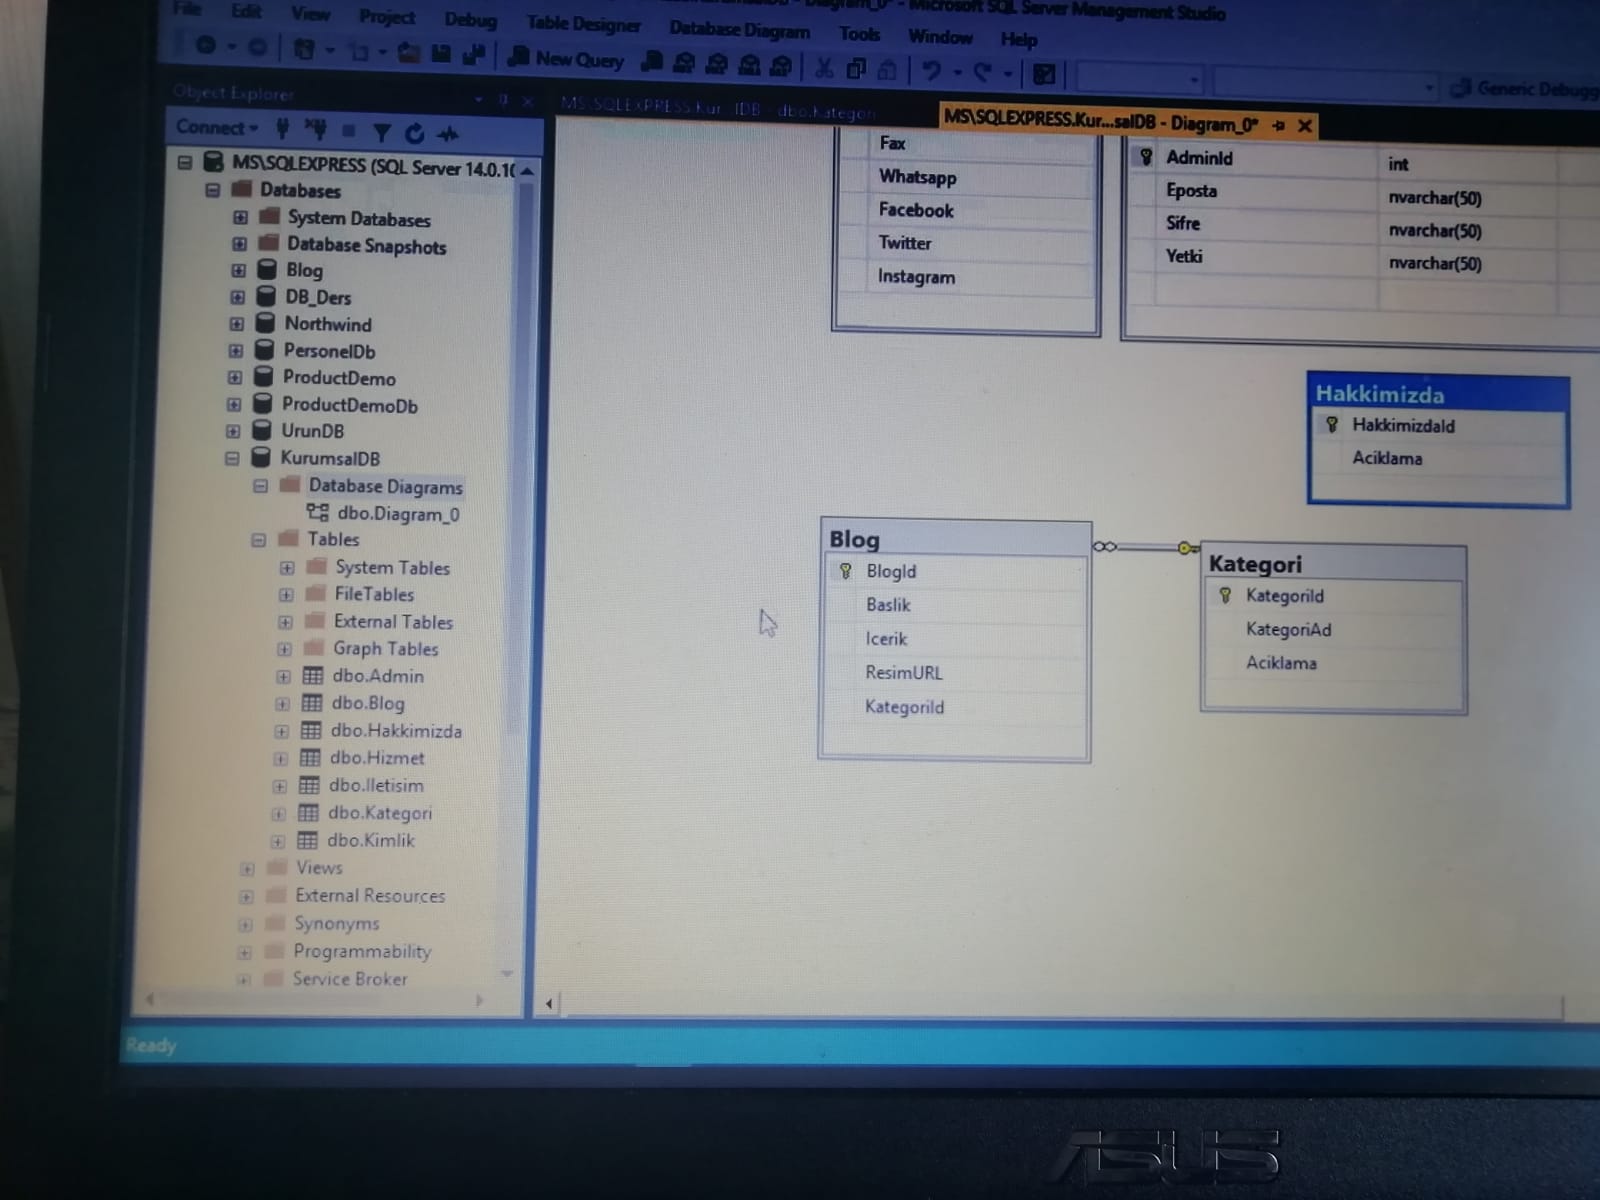 Diagram_0* - Microsoft SQL Server Management Studio
File Edit View Project Debug Table Designer Database Diagram Tools Window Help
New Query
Generic Debugg
Object Explorer
MS\SQLEXPRESS.Kur...lDB - dbo.Kategori
MS\SQLEXPRESS.Kur...salDB - Diagram_0*
Connect
MS\SQLEXPRESS (SQL Server 14.0.10
Databases
System Databases
Database Snapshots
Blog
DB_Ders
Northwind
PersonelDb
ProductDemo
ProductDemoDb
UrunDB
KurumsalDB
Database Diagrams
dbo.Diagram_0
Tables
System Tables
FileTables
External Tables
Graph Tables
dbo.Admin
dbo.Blog
dbo.Hakkimizda
dbo.Hizmet
dbo.Iletisim
dbo.Kategori
dbo.Kimlik
Views
External Resources
Synonyms
Programmability
Service Broker
Fax
Whatsapp
Facebook
Twitter
Instagram
AdminId int
Eposta nvarchar(50)
Sifre nvarchar(50)
Yetki nvarchar(50)
Hakkimizda
HakkimizdaId
Aciklama
Blog
BlogId
Baslik
Icerik
ResimURL
KategoriId
Kategori
KategoriId
KategoriAd
Aciklama
Ready
ASUS